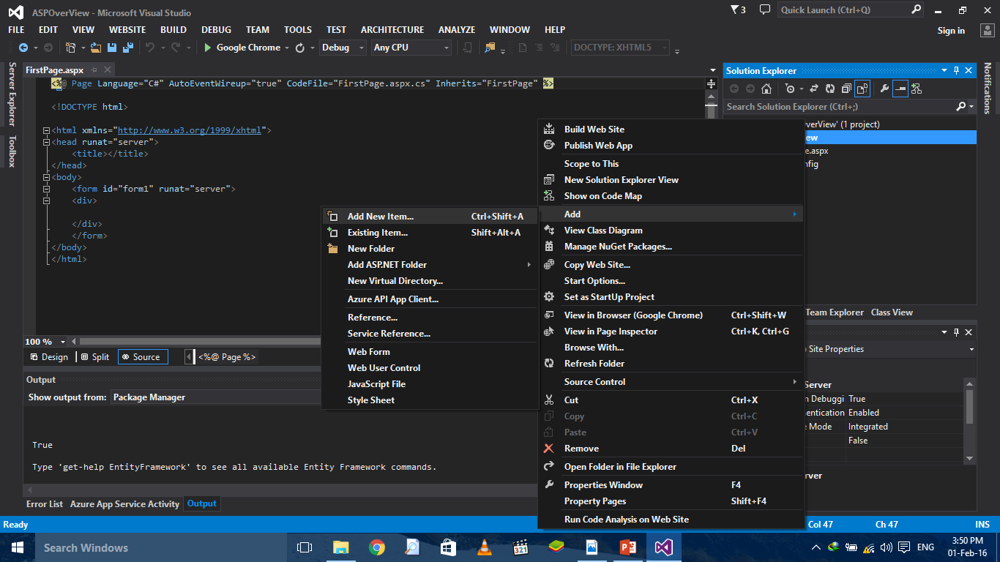 ASPOverView - Microsoft Visual Studio
3
Quick Launch (Ctrl+Q)
FILE EDIT VIEW WEBSITE BUILD DEBUG TEAM TOOLS TEST ARCHITECTURE ANALYZE WINDOW HELP
Sign in
Google Chrome Debug Any CPU DOCTYPE: XHTML5
Server Explorer
Toolbox
FirstPage.aspx
<%@ Page Language="C#" AutoEventWireup="true" CodeFile="FirstPage.aspx.cs" Inherits="FirstPage" %>
<!DOCTYPE html>
<html xmlns="http://www.w3.org/1999/xhtml">
<head runat="server">
<title></title>
</head>
<body>
<form id="form1" runat="server">
<div>
</div>
</form>
</body>
</html>
100 %
Design Split Source <%@ Page %>
Output
Show output from: Package Manager
True
Type 'get-help EntityFramework' to see all available Entity Framework commands.
Error List Azure App Service Activity Output
Add New Item... Ctrl+Shift+A
Existing Item... Shift+Alt+A
New Folder
Add ASP.NET Folder
New Virtual Directory...
Azure API App Client...
Reference...
Service Reference...
Web Form
Web User Control
JavaScript File
Style Sheet
Build Web Site
Publish Web App
Scope to This
New Solution Explorer View
Show on Code Map
Add
View Class Diagram
Manage NuGet Packages...
Copy Web Site...
Start Options...
Set as StartUp Project
View in Browser (Google Chrome) Ctrl+Shift+W
View in Page Inspector Ctrl+K, Ctrl+G
Browse With...
Refresh Folder
Source Control
Cut Ctrl+X
Copy Ctrl+C
Paste Ctrl+V
Remove Del
Open Folder in File Explorer
Properties Window F4
Property Pages Shift+F4
Run Code Analysis on Web Site
Solution Explorer
Search Solution Explorer (Ctrl+;)
verView' (1 project)
ew
e.aspx
nfig
Team Explorer Class View
Site Properties
Server
n Debuggi True
entication Enabled
e Mode Integrated
False
rver
Notifications
Ready Col 47 Ch 47 INS
Search Windows
321
ENG
3:50 PM
01-Feb-16